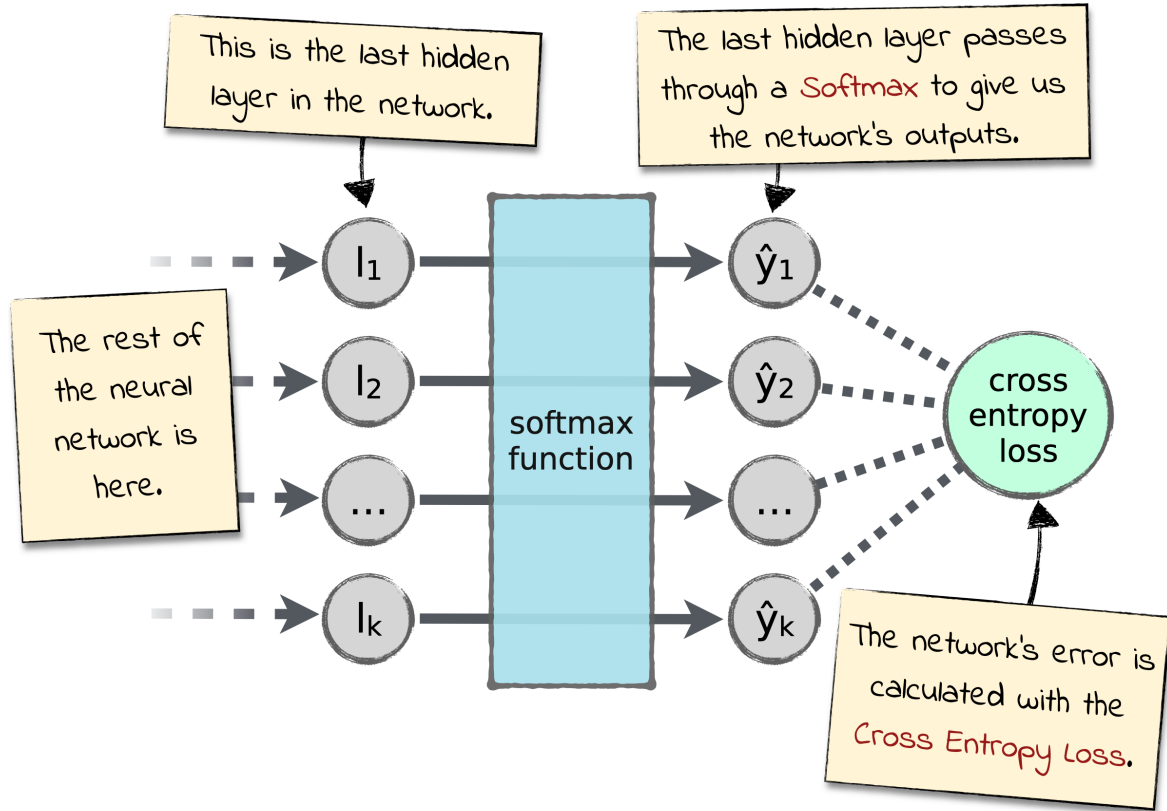 This is the last hidden
layer in the network.
The last hidden layer passes
through a Softmax to give us
the network's outputs.
The rest of
the neural
network is
here.
l₁
l₂
...
lₖ
softmax
function
ŷ₁
ŷ₂
...
ŷₖ
cross
entropy
loss
The network's error is
calculated with the
Cross Entropy Loss.